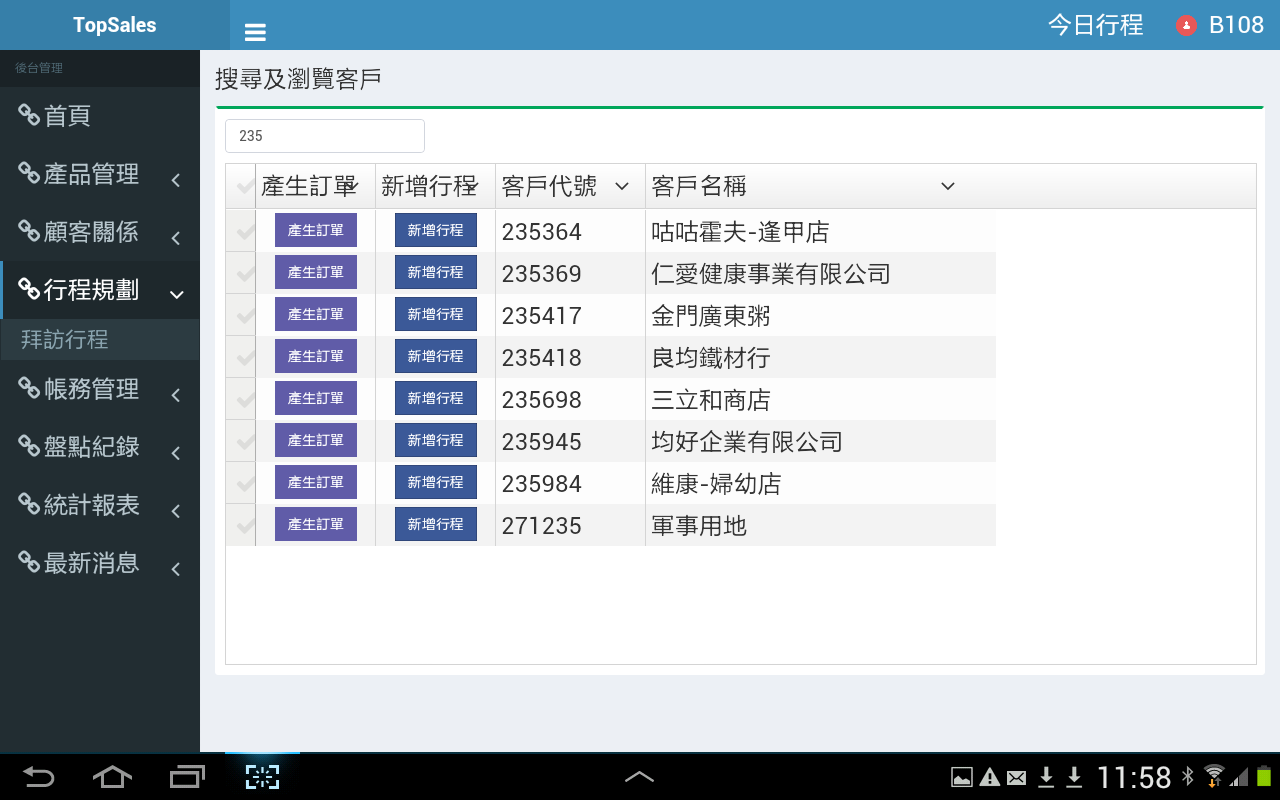 TopSales
今日行程 B108
後台管理
首頁
產品管理
顧客關係
行程規劃
拜訪行程
帳務管理
盤點紀錄
統計報表
最新消息
搜尋及瀏覽客戶
235
產生訂單 新增行程 客戶代號 客戶名稱
產生訂單 新增行程 235364 咕咕霍夫-逢甲店
產生訂單 新增行程 235369 仁愛健康事業有限公司
產生訂單 新增行程 235417 金門廣東粥
產生訂單 新增行程 235418 良均鐵材行
產生訂單 新增行程 235698 三立和商店
產生訂單 新增行程 235945 均好企業有限公司
產生訂單 新增行程 235984 維康-婦幼店
產生訂單 新增行程 271235 軍事用地
11:58